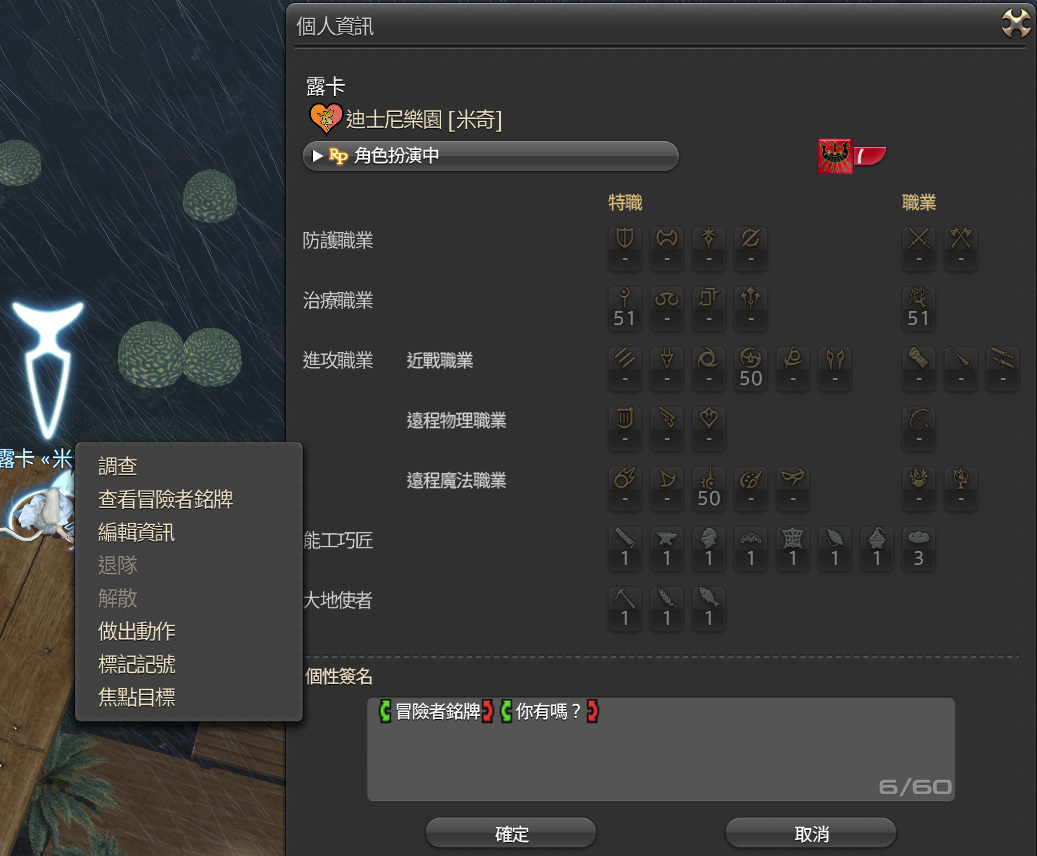 個人資訊
露卡
迪士尼樂園 [米奇]
RP 角色扮演中
特職 職業
防護職業 - - - - - -
治療職業 51 - - - 51
進攻職業 近戰職業 - - - 50 - - - - -
遠程物理職業 - - - -
遠程魔法職業 - - 50 - - - -
能工巧匠 1 1 1 1 1 1 1 3
大地使者 1 1 1
個性簽名
冒險者銘牌 你有嗎？
6/60
確定 取消
露卡 «米
調查
查看冒險者銘牌
編輯資訊
退隊
解散
做出動作
標記記號
焦點目標